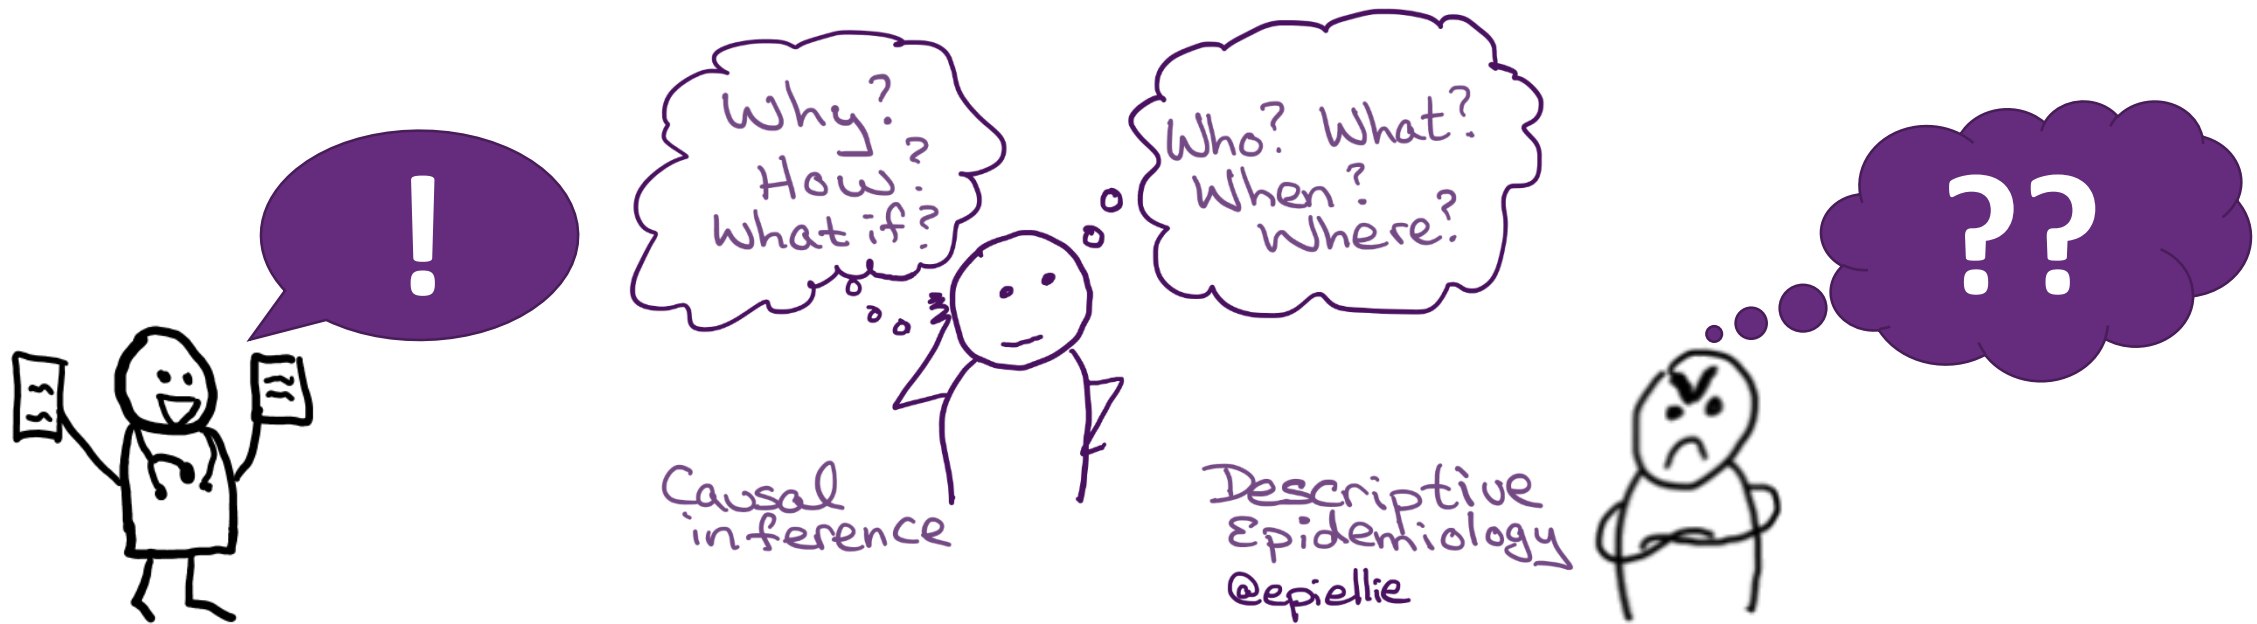 !
Why?
How?
What if?
Who? What?
When?
Where?
??
Causal
inference
Descriptive
Epidemiology
@epiellie